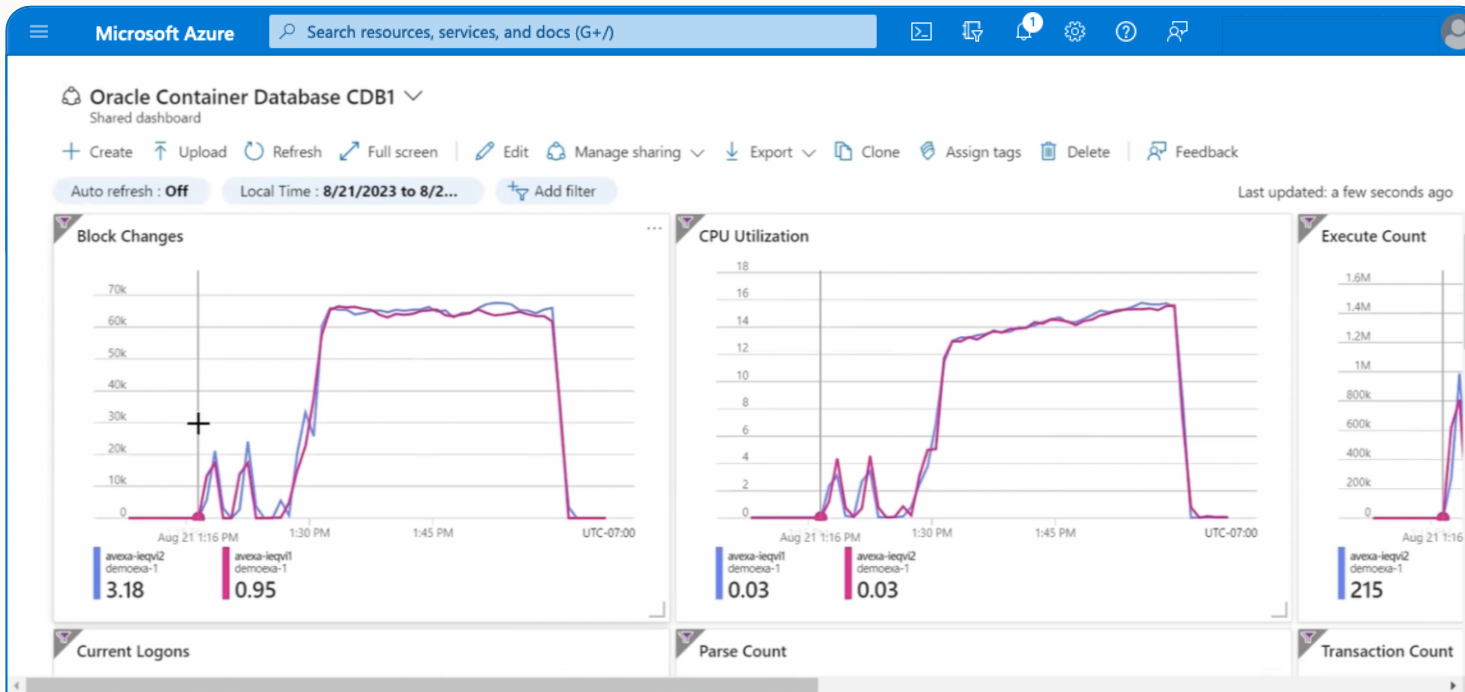 Microsoft Azure
Search resources, services, and docs (G+/)
1
Oracle Container Database CDB1
Shared dashboard
Create Upload Refresh Full screen Edit Manage sharing Export Clone Assign tags Delete Feedback
Auto refresh : Off
Local Time : 8/21/2023 to 8/2...
Add filter
Last updated: a few seconds ago
Block Changes
70k
60k
50k
40k
30k
20k
10k
0
Aug 21 1:16 PM 1:30 PM 1:45 PM UTC-07:00
avexa-ieqvi2
demoexa-1
3.18
avexa-ieqvi1
demoexa-1
0.95
CPU Utilization
18
16
14
12
10
8
6
4
2
0
Aug 21 1:16 PM 1:30 PM 1:45 PM UTC-07:00
avexa-ieqvi1
demoexa-1
0.03
avexa-ieqvi2
demoexa-1
0.03
Execute Count
1.6M
1.4M
1.2M
1M
800k
600k
400k
200k
0
Aug 21 1:16
avexa-ieqvi2
demoexa-1
215
Current Logons
Parse Count
Transaction Count